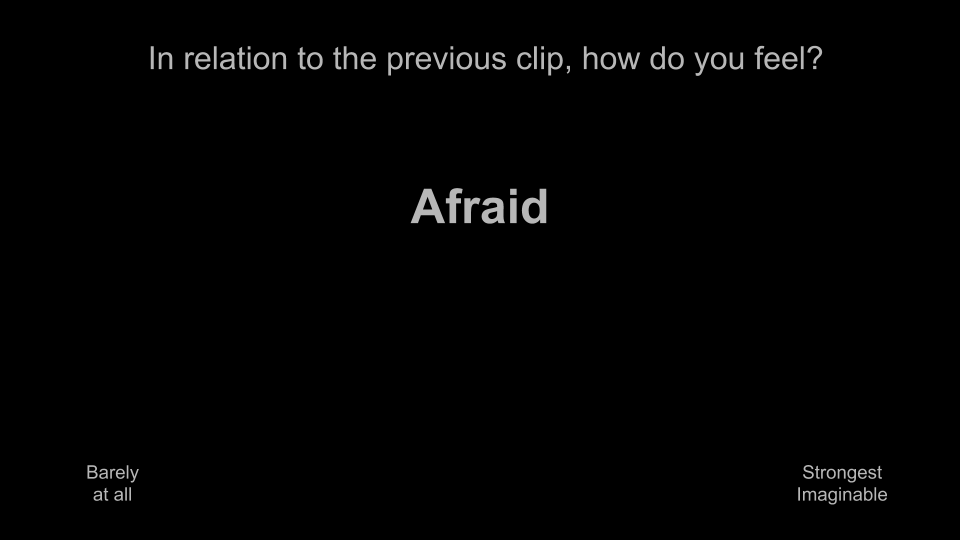 In relation to the previous clip, how do you feel?
Afraid
Barely
at all
Strongest
Imaginable